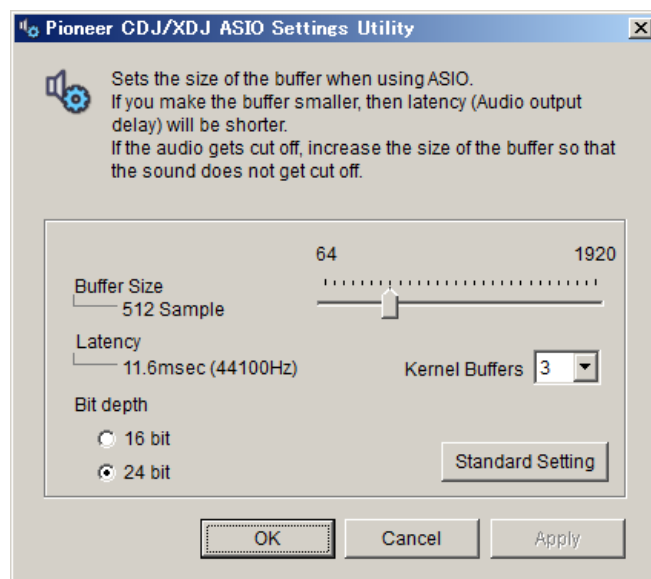 Pioneer CDJ/XDJ ASIO Settings Utility
Sets the size of the buffer when using ASIO.
If you make the buffer smaller, then latency (Audio output
delay) will be shorter.
If the audio gets cut off, increase the size of the buffer so that
the sound does not get cut off.
64 1920
Buffer Size
512 Sample
Latency
11.6msec (44100Hz)
Kernel Buffers 3
Bit depth
16 bit
24 bit
Standard Setting
OK Cancel Apply